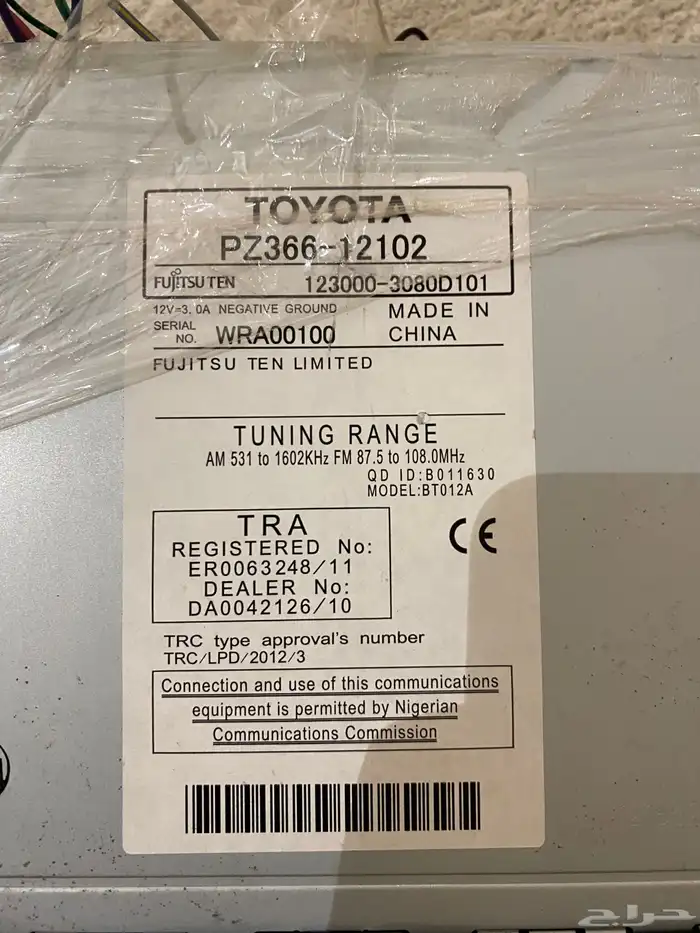 TOYOTA
PZ366-12102
FUJITSU TEN 123000-3080D101
12V⎓3.0A NEGATIVE GROUND
SERIAL NO. WRA00100
MADE IN CHINA
FUJITSU TEN LIMITED
TUNING RANGE
AM 531 to 1602KHz FM 87.5 to 108.0MHz
QD ID:B011630
MODEL:BT012A
TRA
REGISTERED No:
ER0063248/11
DEALER No:
DA0042126/10
CE
TRC type approval's number
TRC/LPD/2012/3
Connection and use of this communications
equipment is permitted by Nigerian
Communications Commission
حراج